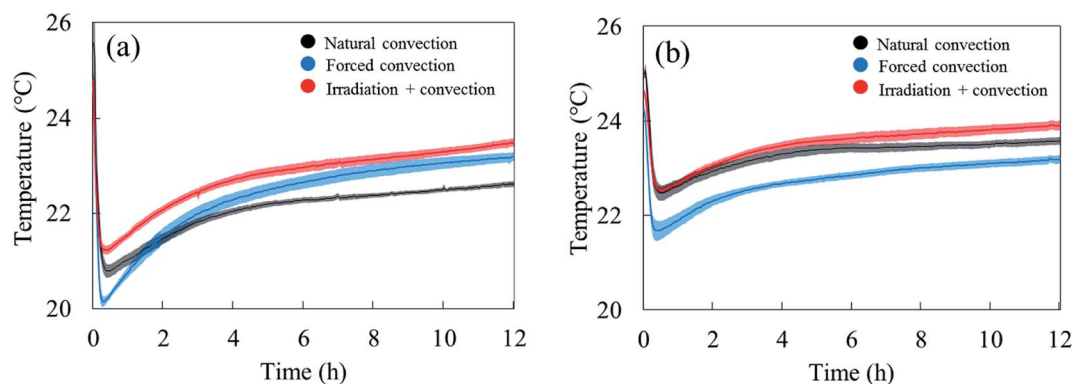 (a)
Natural convection
Forced convection
Irradiation + convection
Temperature (°C)
26
24
22
20
0 2 4 6 8 10 12
Time (h)
(b)
Natural convection
Forced convection
Irradiation + convection
Temperature (°C)
26
24
22
20
0 2 4 6 8 10 12
Time (h)